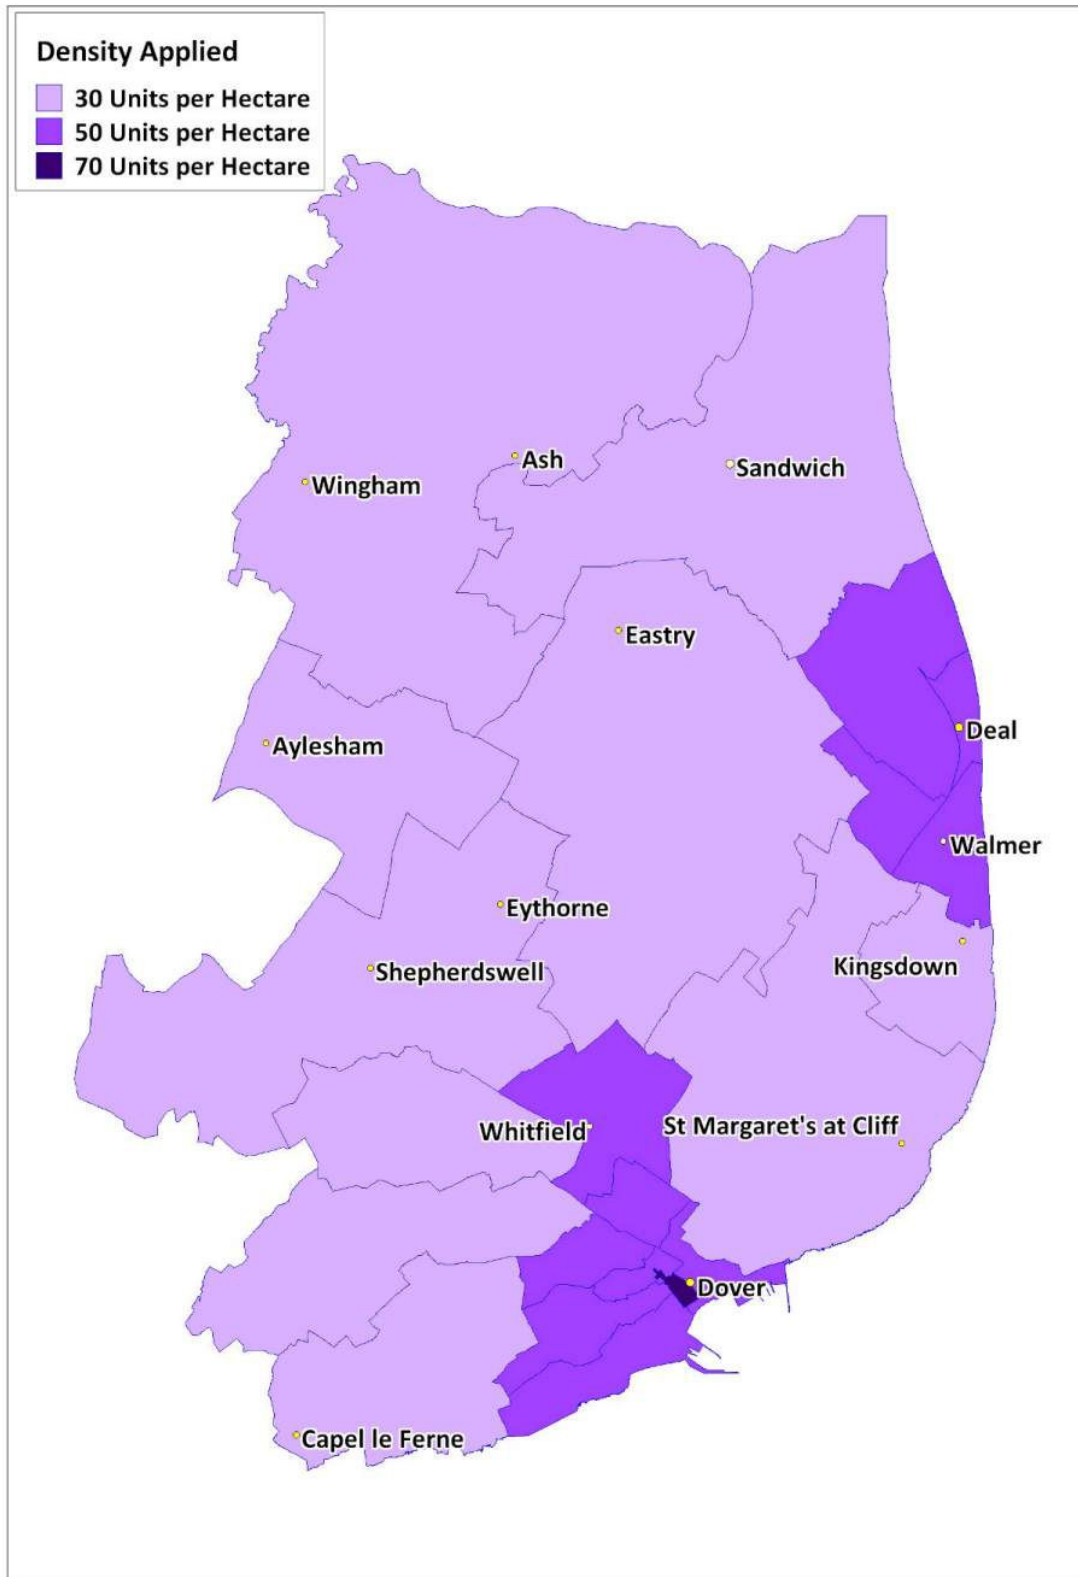 Density Applied
30 Units per Hectare
50 Units per Hectare
70 Units per Hectare
Ash
Sandwich
Wingham
Eastry
Deal
Aylesham
Walmer
Eythorne
Kingsdown
Shepherdswell
St Margaret's at Cliff
Whitfield
Dover
Capel le Ferne